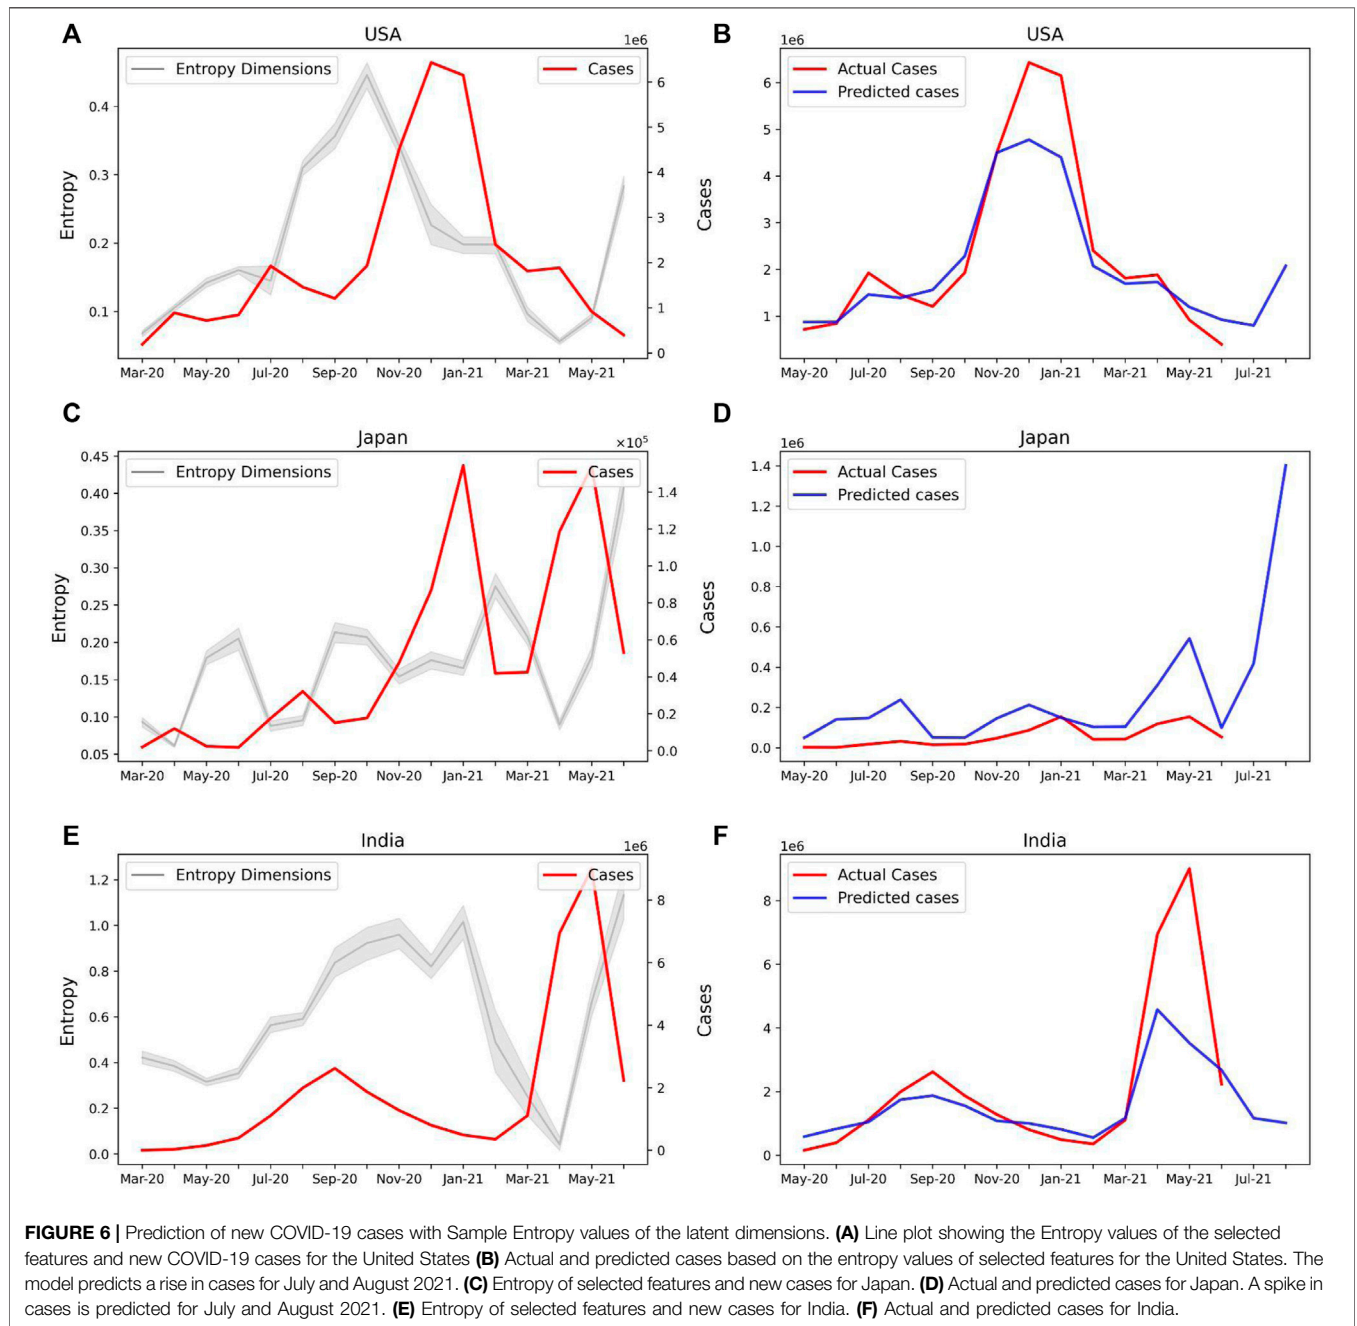 A
USA
1e6
Entropy Dimensions
Cases
0.4
0.3
0.2
0.1
Entropy
6
5
4
3
2
1
0
Cases
Mar-20 May-20 Jul-20 Sep-20 Nov-20 Jan-21 Mar-21 May-21
B
USA
1e6
Actual Cases
Predicted cases
6
5
4
3
2
1
May-20 Jul-20 Sep-20 Nov-20 Jan-21 Mar-21 May-21 Jul-21
C
Japan
×10⁵
Entropy Dimensions
Cases
0.45
0.40
0.35
0.30
0.25
0.20
0.15
0.10
0.05
Entropy
1.4
1.2
1.0
0.8
0.6
0.4
0.2
0.0
Cases
Mar-20 May-20 Jul-20 Sep-20 Nov-20 Jan-21 Mar-21 May-21
D
Japan
1e6
Actual Cases
Predicted cases
1.4
1.2
1.0
0.8
0.6
0.4
0.2
0.0
May-20 Jul-20 Sep-20 Nov-20 Jan-21 Mar-21 May-21 Jul-21
E
India
1e6
Entropy Dimensions
Cases
1.2
1.0
0.8
0.6
0.4
0.2
0.0
Entropy
8
6
4
2
0
Cases
Mar-20 May-20 Jul-20 Sep-20 Nov-20 Jan-21 Mar-21 May-21
F
India
1e6
Actual Cases
Predicted cases
8
6
4
2
0
May-20 Jul-20 Sep-20 Nov-20 Jan-21 Mar-21 May-21 Jul-21
FIGURE 6 | Prediction of new COVID-19 cases with Sample Entropy values of the latent dimensions. (A) Line plot showing the Entropy values of the selected
features and new COVID-19 cases for the United States (B) Actual and predicted cases based on the entropy values of selected features for the United States. The
model predicts a rise in cases for July and August 2021. (C) Entropy of selected features and new cases for Japan. (D) Actual and predicted cases for Japan. A spike in
cases is predicted for July and August 2021. (E) Entropy of selected features and new cases for India. (F) Actual and predicted cases for India.